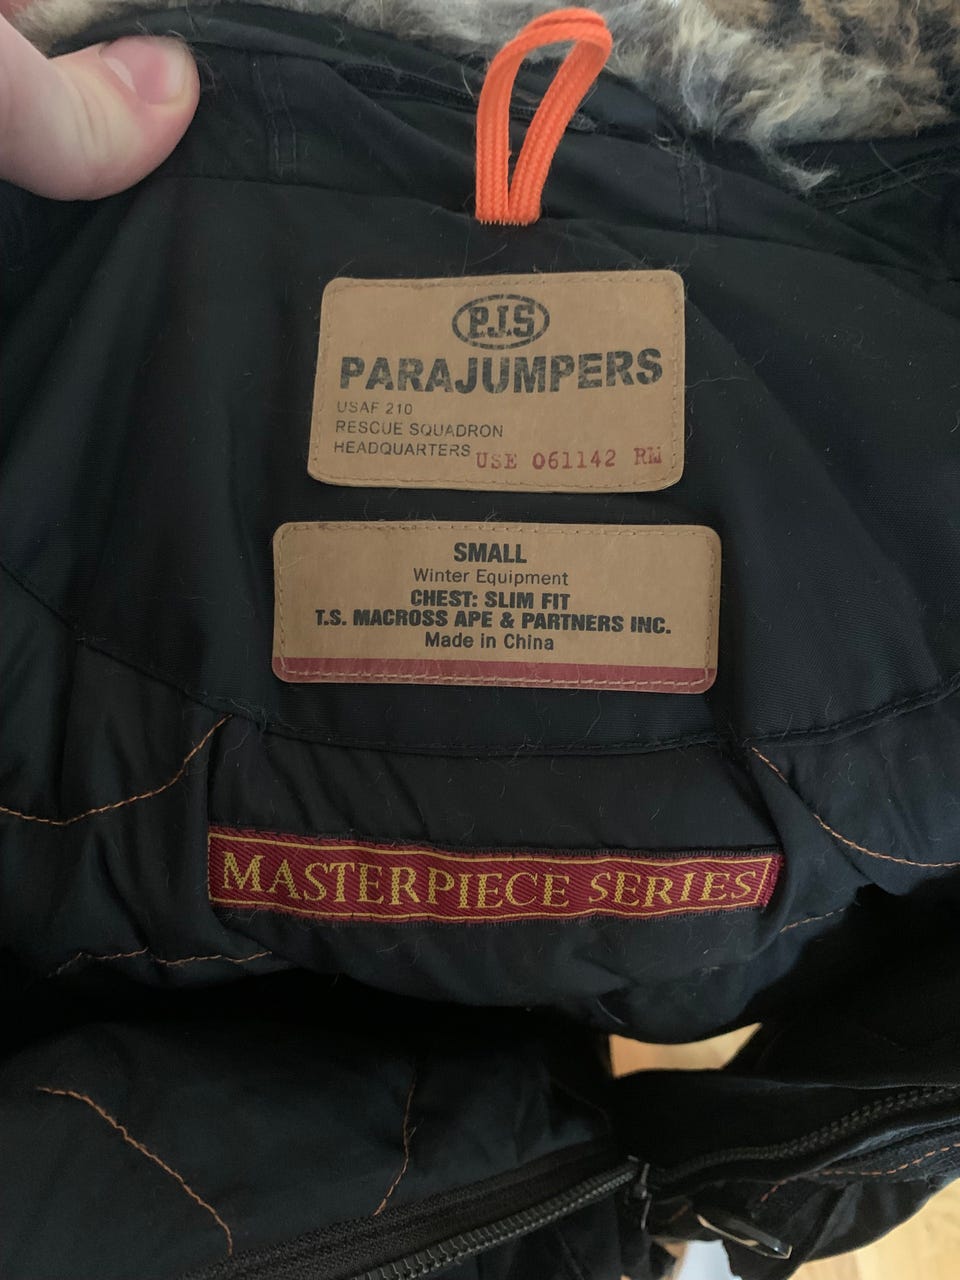 P.J.S
PARAJUMPERS
USAF 210
RESCUE SQUADRON
HEADQUARTERS USE 061142 RM
SMALL
Winter Equipment
CHEST: SLIM FIT
T.S. MACROSS APE & PARTNERS INC.
Made in China
MASTERPIECE SERIES